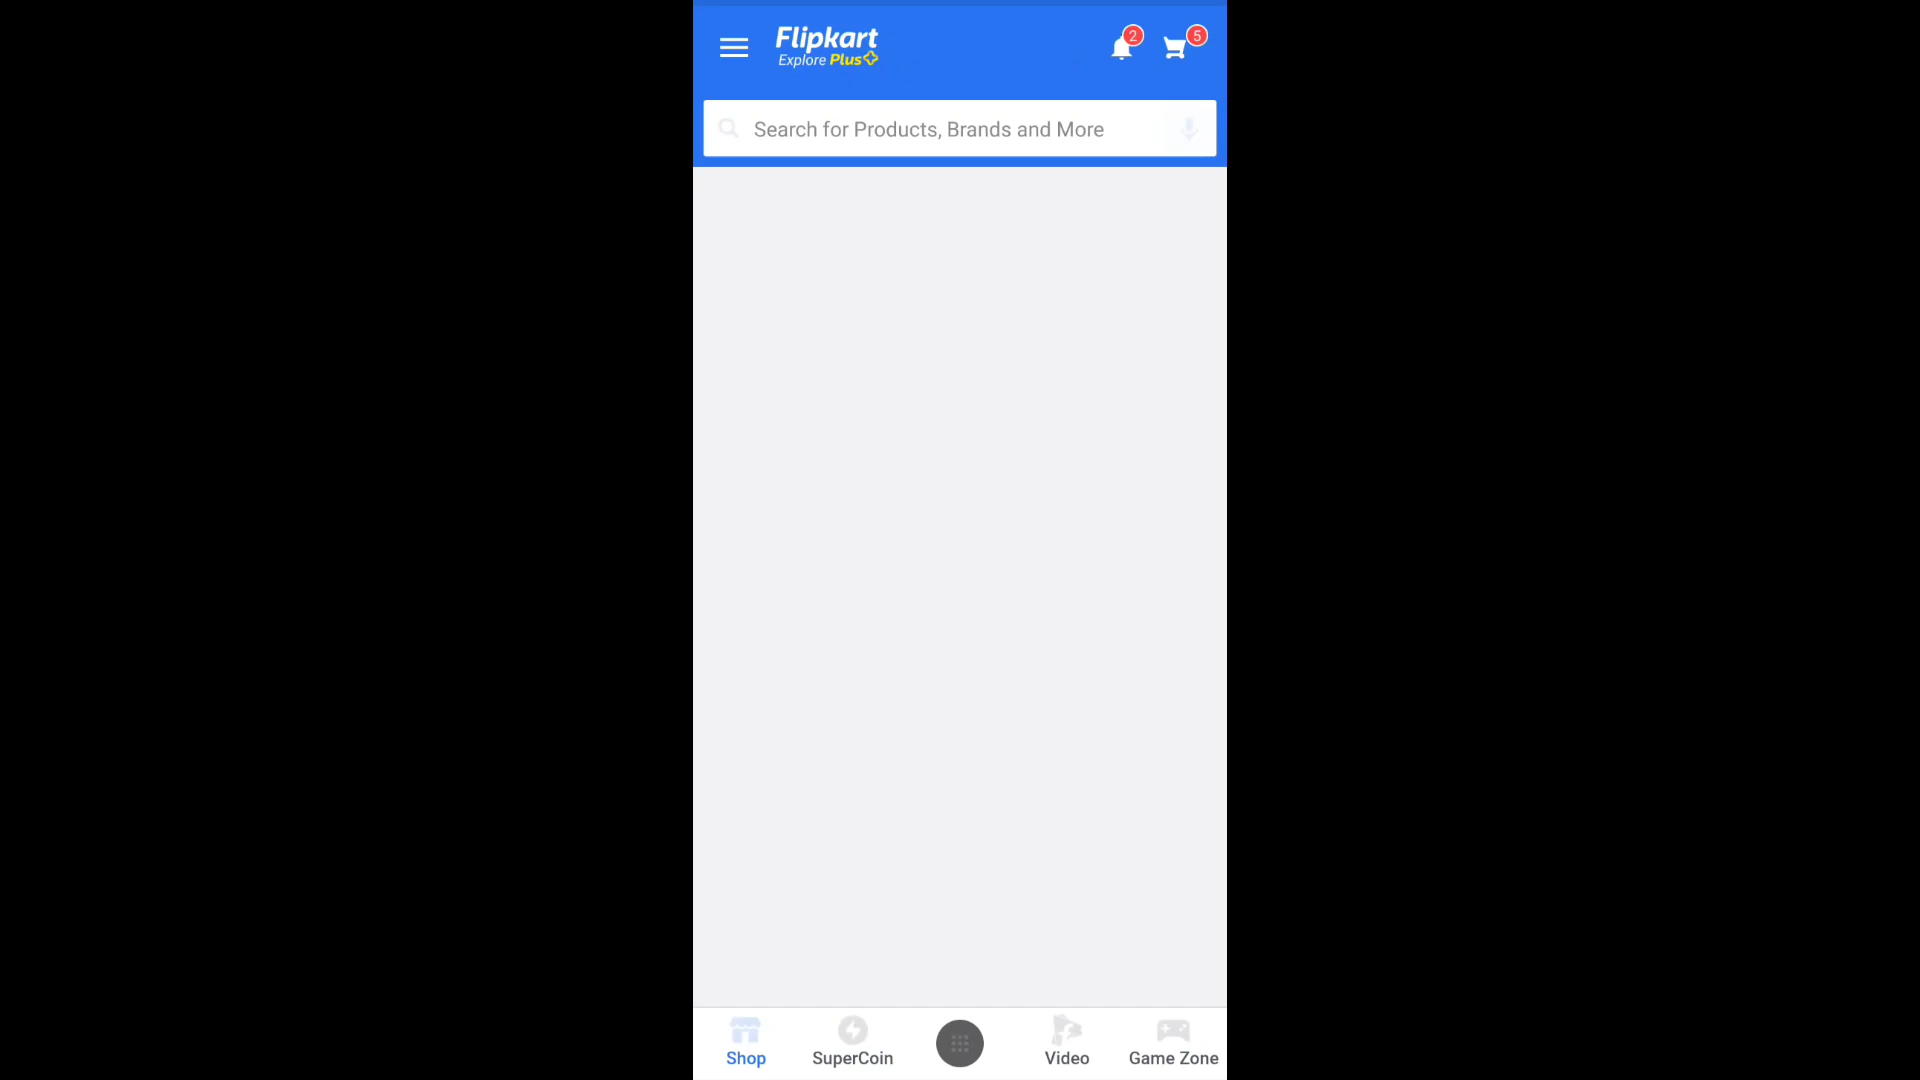 Flipkart
Explore Plus
2
5
Search for Products, Brands and More
Shop
SuperCoin
Video
Game Zone